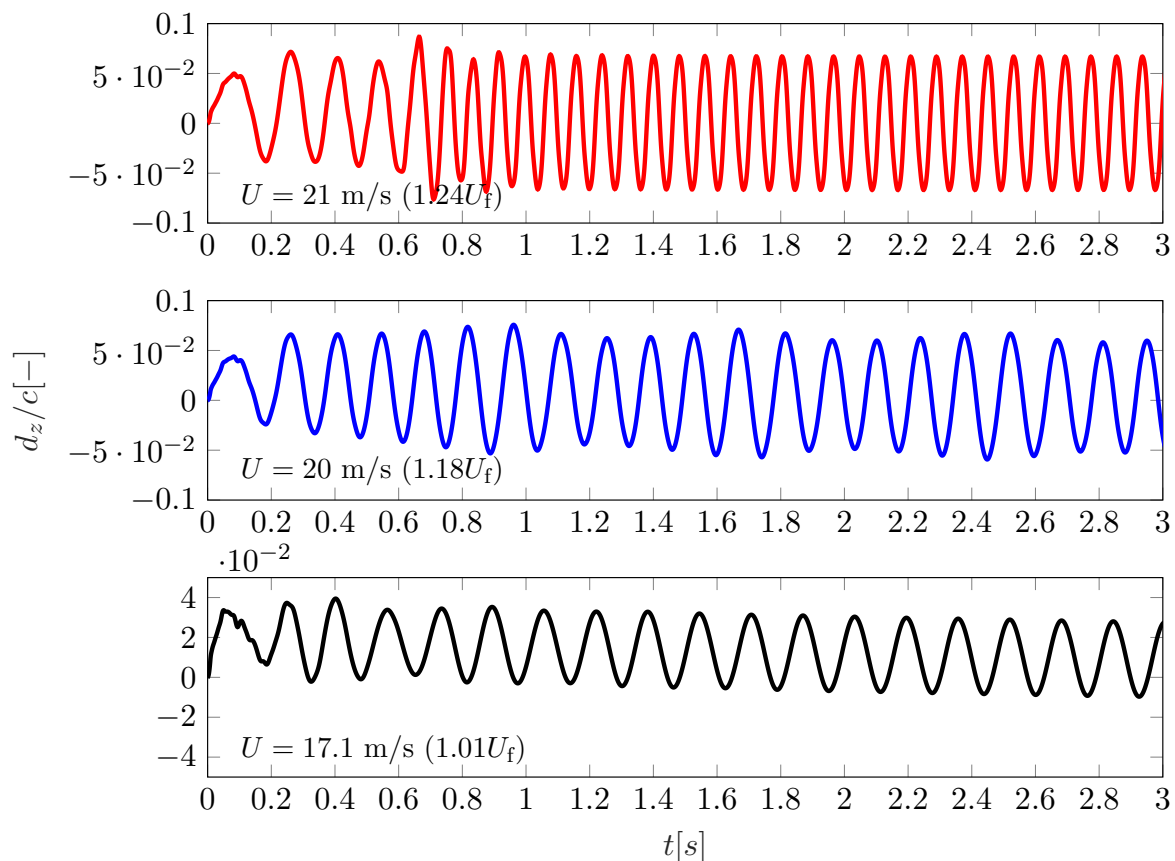 0.1
5 · 10⁻²
0
−5 · 10⁻²
−0.1
U = 21 m/s (1.24U_f)
0 0.2 0.4 0.6 0.8 1 1.2 1.4 1.6 1.8 2 2.2 2.4 2.6 2.8 3
0.1
5 · 10⁻²
0
−5 · 10⁻²
−0.1
d_z/c[−]
U = 20 m/s (1.18U_f)
0 0.2 0.4 0.6 0.8 1 1.2 1.4 1.6 1.8 2 2.2 2.4 2.6 2.8 3
·10⁻²
4
2
0
−2
−4
U = 17.1 m/s (1.01U_f)
0 0.2 0.4 0.6 0.8 1 1.2 1.4 1.6 1.8 2 2.2 2.4 2.6 2.8 3
t[s]